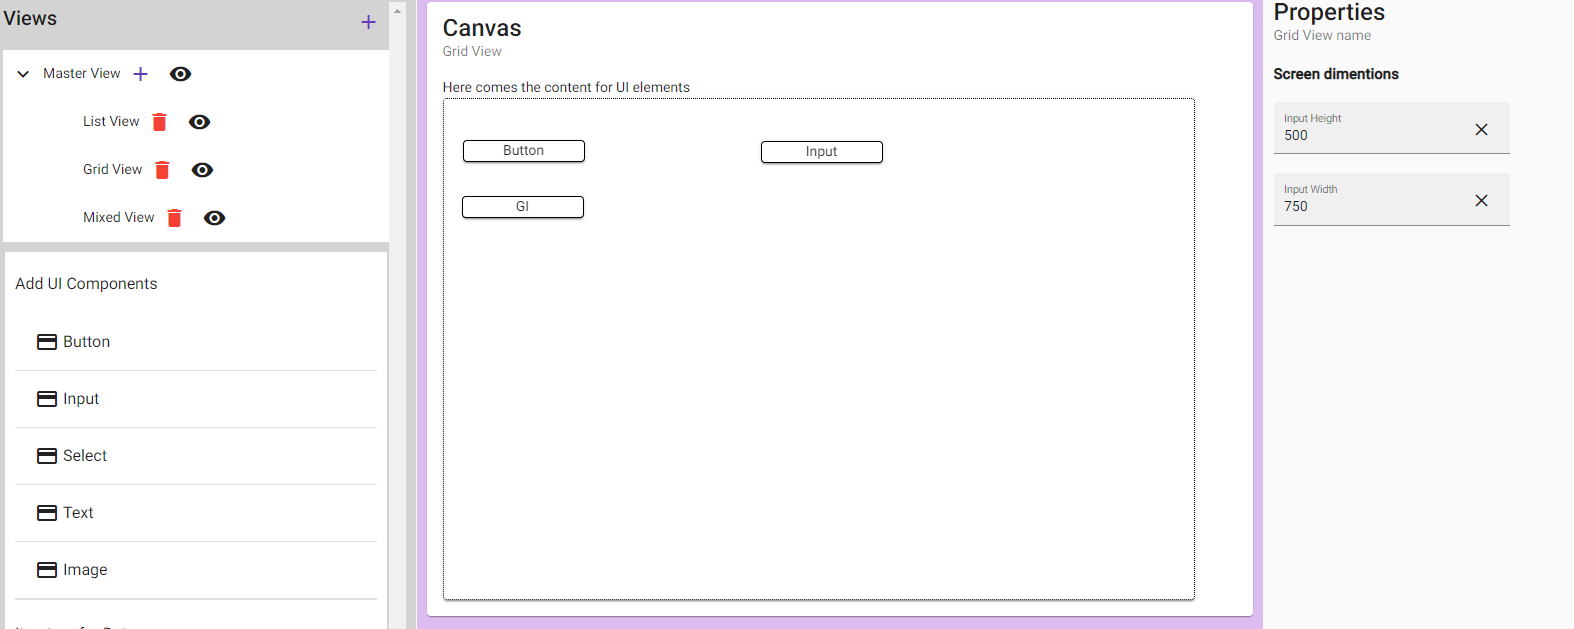 Views
Master View
List View
Grid View
Mixed View
Add UI Components
Button
Input
Select
Text
Image
Canvas
Grid View
Here comes the content for UI elements
Button
Input
GI
Properties
Grid View name
Screen dimentions
Input Height
500
Input Width
750